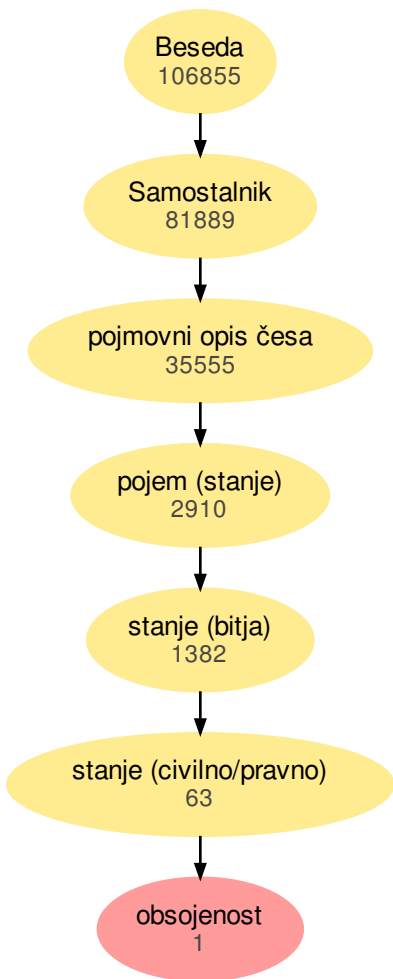 Beseda
106855
Samostalnik
81889
pojmovni opis česa
35555
pojem (stanje)
2910
stanje (bitja)
1382
stanje (civilno/pravno)
63
obsojenost
1